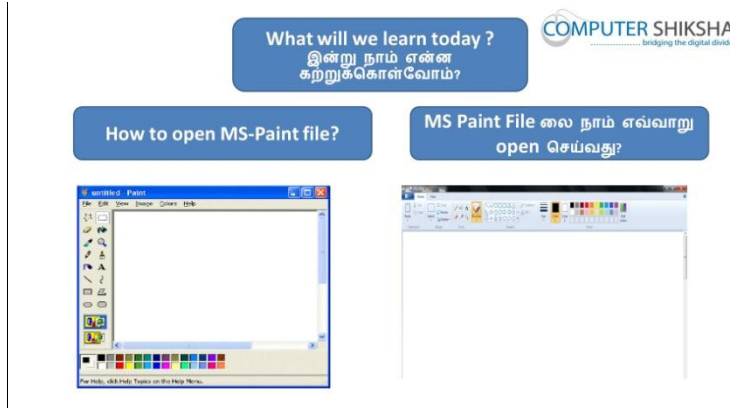 What will we learn today ?
இன்று நாம் என்ன
கற்றுக்கொள்வோம்?
COMPUTER SHIKSHA
bridging the digital divide
How to open MS-Paint file?
MS Paint File லை நாம் எவ்வாறு
open செய்வது?
untitled - Paint
File Edit View Image Colors Help
For Help, click Help Topics on the Help Menu.